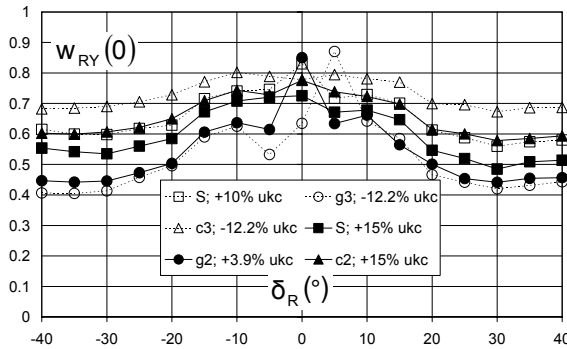 1
0.9
0.8
0.7
0.6
0.5
0.4
0.3
0.2
0.1
0
w_RY(0)
S; +10% ukc
g3; -12.2% ukc
c3; -12.2% ukc
S; +15% ukc
g2; +3.9% ukc
c2; +15% ukc
δ_R(°)
-40 -30 -20 -10 0 10 20 30 40